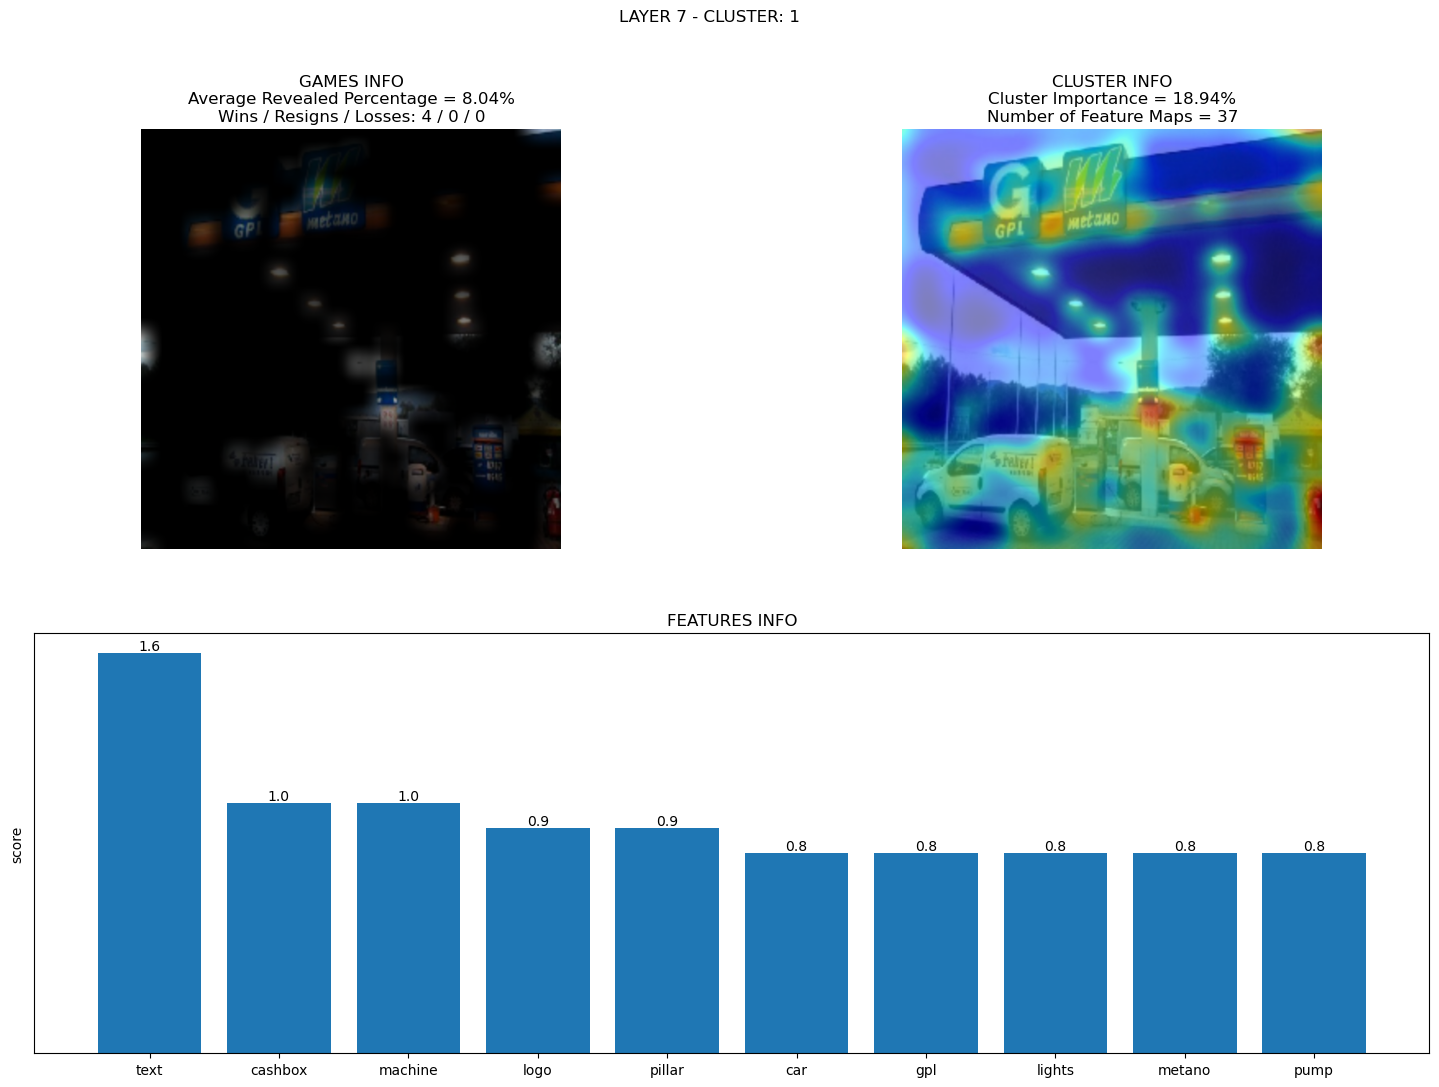 LAYER 7 - CLUSTER: 1
GAMES INFO
Average Revealed Percentage = 8.04%
Wins / Resigns / Losses: 4 / 0 / 0
CLUSTER INFO
Cluster Importance = 18.94%
Number of Feature Maps = 37
GPL
metano
G
GPL
metano
FEATURES INFO
score
1.6
1.0
1.0
0.9
0.9
0.8
0.8
0.8
0.8
0.8
text
cashbox
machine
logo
pillar
car
gpl
lights
metano
pump